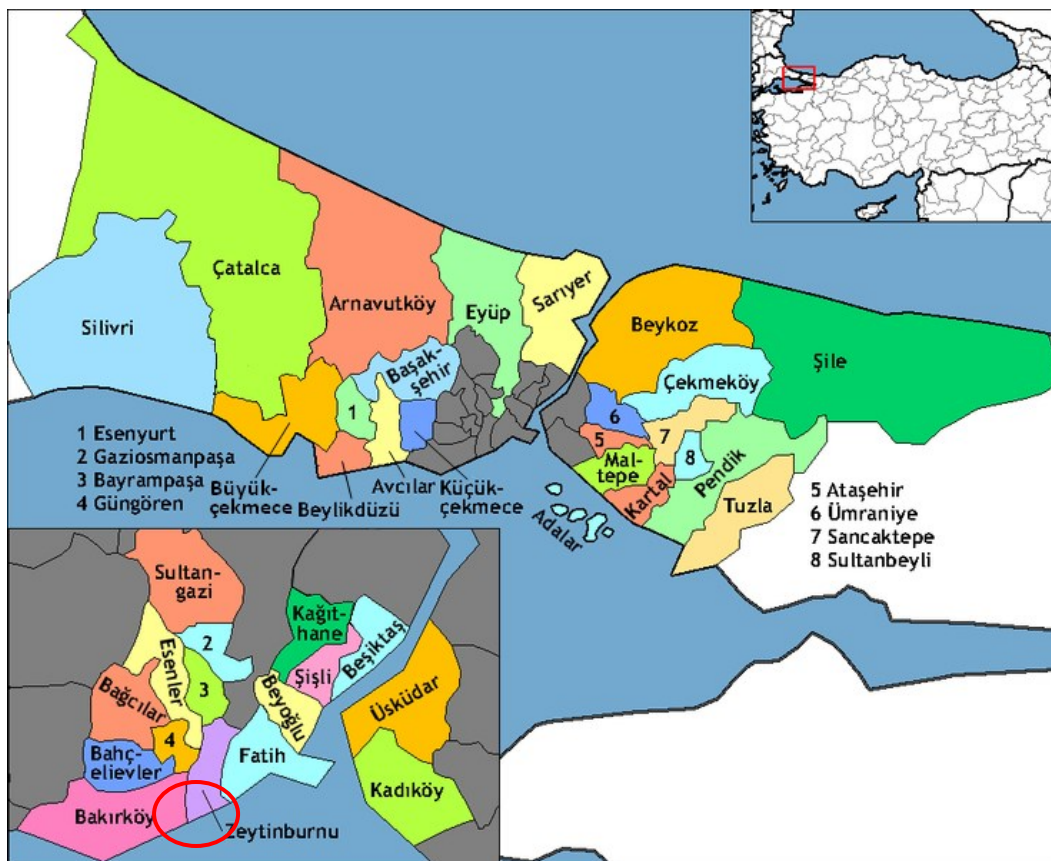 Silivri
Çatalca
Arnavutköy
Eyüp
Sarıyer
Başak-
şehir
1
Beykoz
Şile
Çekmeköy
6
5
7
8
Mal-
tepe
Kartal
Pendik
Tuzla
Adalar
1 Esenyurt
2 Gaziosmanpaşa
3 Bayrampaşa
4 Güngören
Büyük-
çekmece
Beylikdüzü
Avcılar
Küçük-
çekmece
5 Ataşehir
6 Ümraniye
7 Sancaktepe
8 Sultanbeyli
Sultan-
gazi
Kağıt-
hane
Beşiktaş
Şişli
Esenler
2
3
Bağcılar
Beyoğlu
Üsküdar
4
Bahç-
elievler
Fatih
Kadıköy
Bakırköy
Zeytinburnu